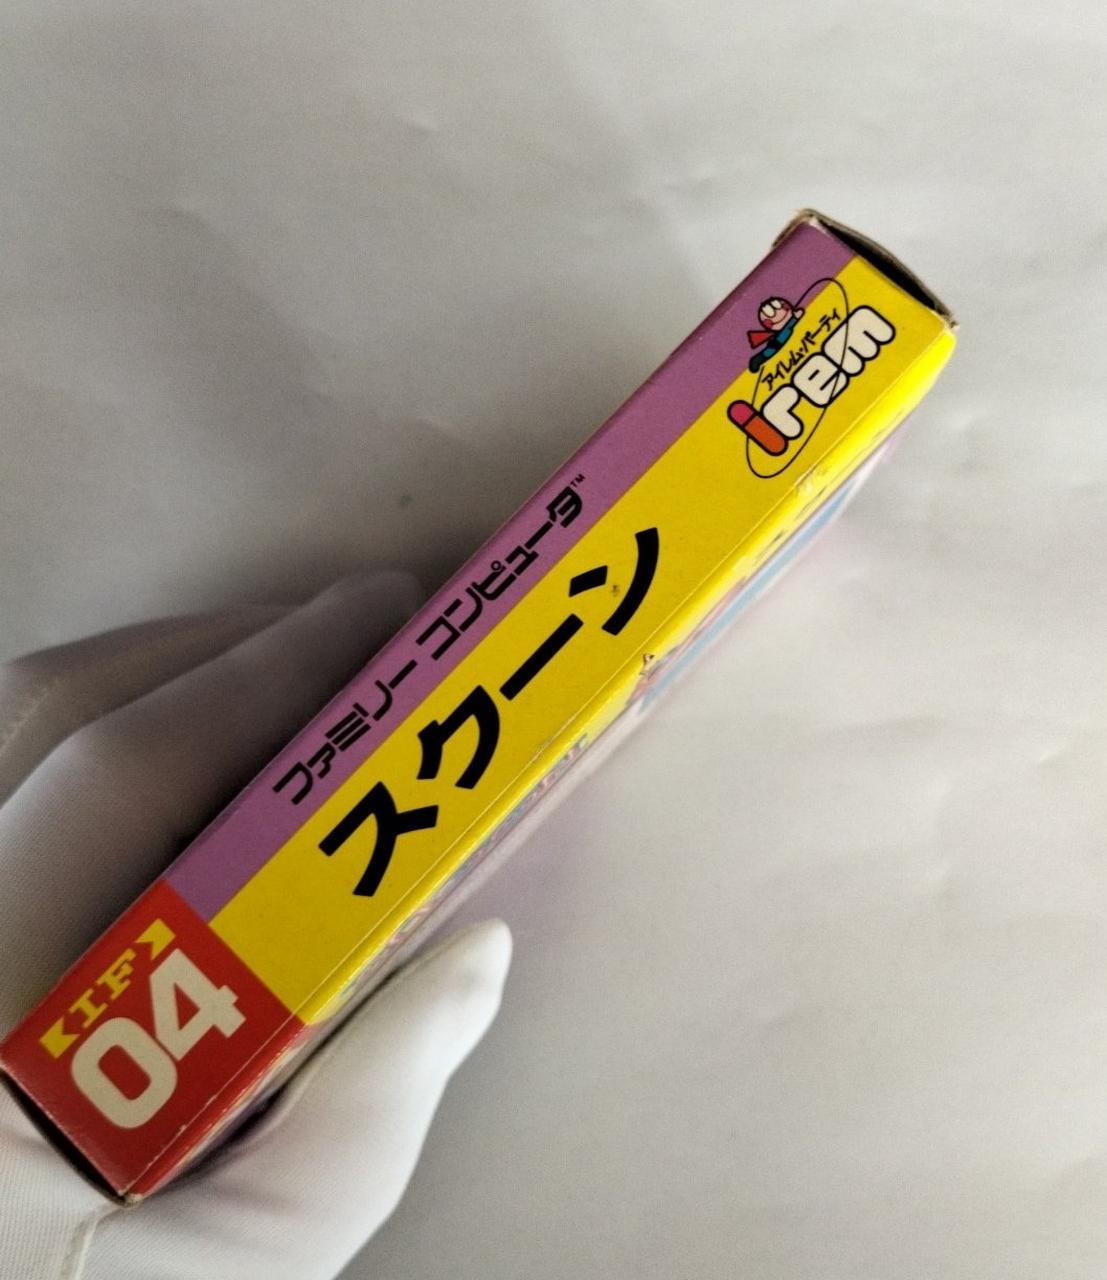 ファミリー コンピュータ™
スクーン
アイレム・パーティ
irem
IF
04